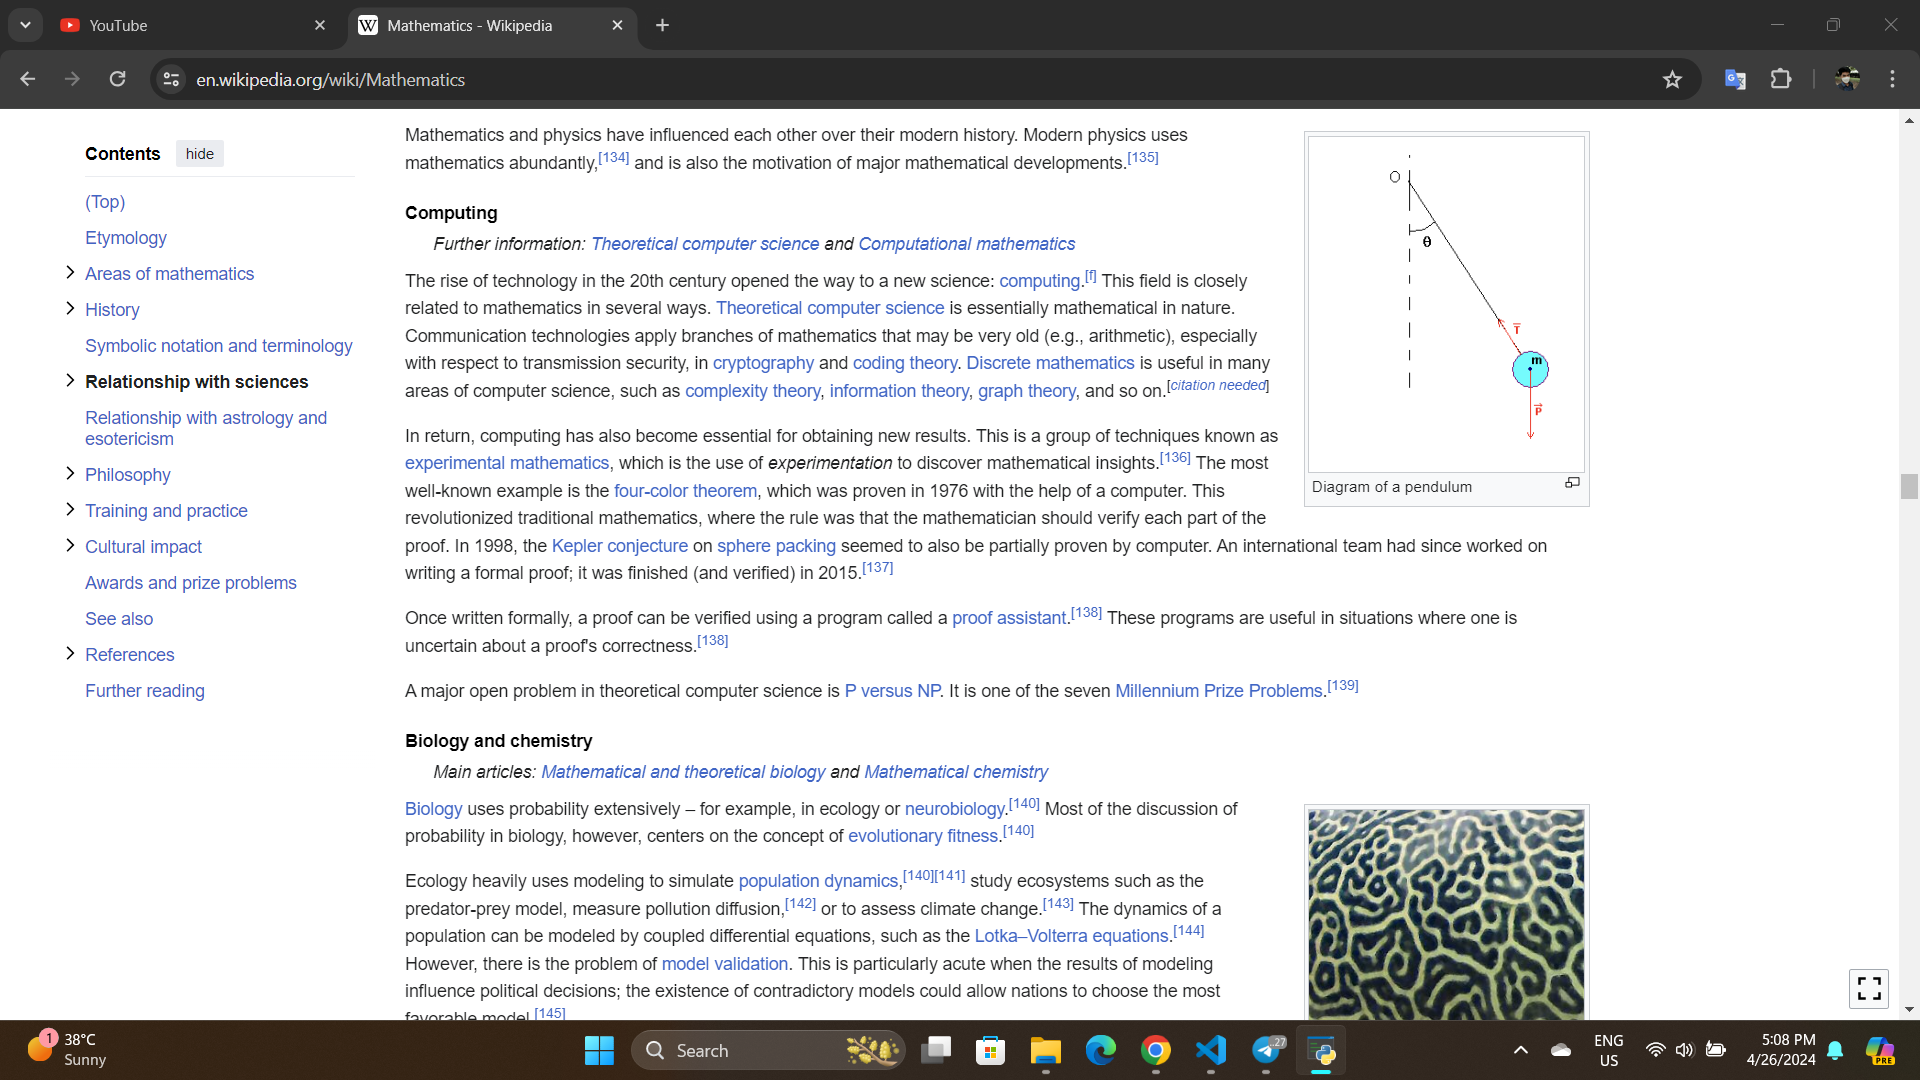 YouTube
Mathematics - Wikipedia
en.wikipedia.org/wiki/Mathematics
Contents hide
(Top)
Etymology
Areas of mathematics
History
Symbolic notation and terminology
Relationship with sciences
Relationship with astrology and
esotericism
Philosophy
Training and practice
Cultural impact
Awards and prize problems
See also
References
Further reading
Mathematics and physics have influenced each other over their modern history. Modern physics uses
mathematics abundantly,[134] and is also the motivation of major mathematical developments.[135]
Computing
Further information: Theoretical computer science and Computational mathematics
The rise of technology in the 20th century opened the way to a new science: computing.[f] This field is closely
related to mathematics in several ways. Theoretical computer science is essentially mathematical in nature.
Communication technologies apply branches of mathematics that may be very old (e.g., arithmetic), especially
with respect to transmission security, in cryptography and coding theory. Discrete mathematics is useful in many
areas of computer science, such as complexity theory, information theory, graph theory, and so on.[citation needed]
In return, computing has also become essential for obtaining new results. This is a group of techniques known as
experimental mathematics, which is the use of experimentation to discover mathematical insights.[136] The most
well-known example is the four-color theorem, which was proven in 1976 with the help of a computer. This
revolutionized traditional mathematics, where the rule was that the mathematician should verify each part of the
proof. In 1998, the Kepler conjecture on sphere packing seemed to also be partially proven by computer. An international team had since worked on
writing a formal proof; it was finished (and verified) in 2015.[137]
Once written formally, a proof can be verified using a program called a proof assistant.[138] These programs are useful in situations where one is
uncertain about a proof's correctness.[138]
A major open problem in theoretical computer science is P versus NP. It is one of the seven Millennium Prize Problems.[139]
Biology and chemistry
Main articles: Mathematical and theoretical biology and Mathematical chemistry
Biology uses probability extensively – for example, in ecology or neurobiology.[140] Most of the discussion of
probability in biology, however, centers on the concept of evolutionary fitness.[140]
Ecology heavily uses modeling to simulate population dynamics,[140][141] study ecosystems such as the
predator-prey model, measure pollution diffusion,[142] or to assess climate change.[143] The dynamics of a
population can be modeled by coupled differential equations, such as the Lotka–Volterra equations.[144]
However, there is the problem of model validation. This is particularly acute when the results of modeling
influence political decisions; the existence of contradictory models could allow nations to choose the most
favorable model.[145]
O
θ
T
m
P
Diagram of a pendulum
1
38°C
Sunny
Search
27
PRE
ENG
US
5:08 PM
4/26/2024